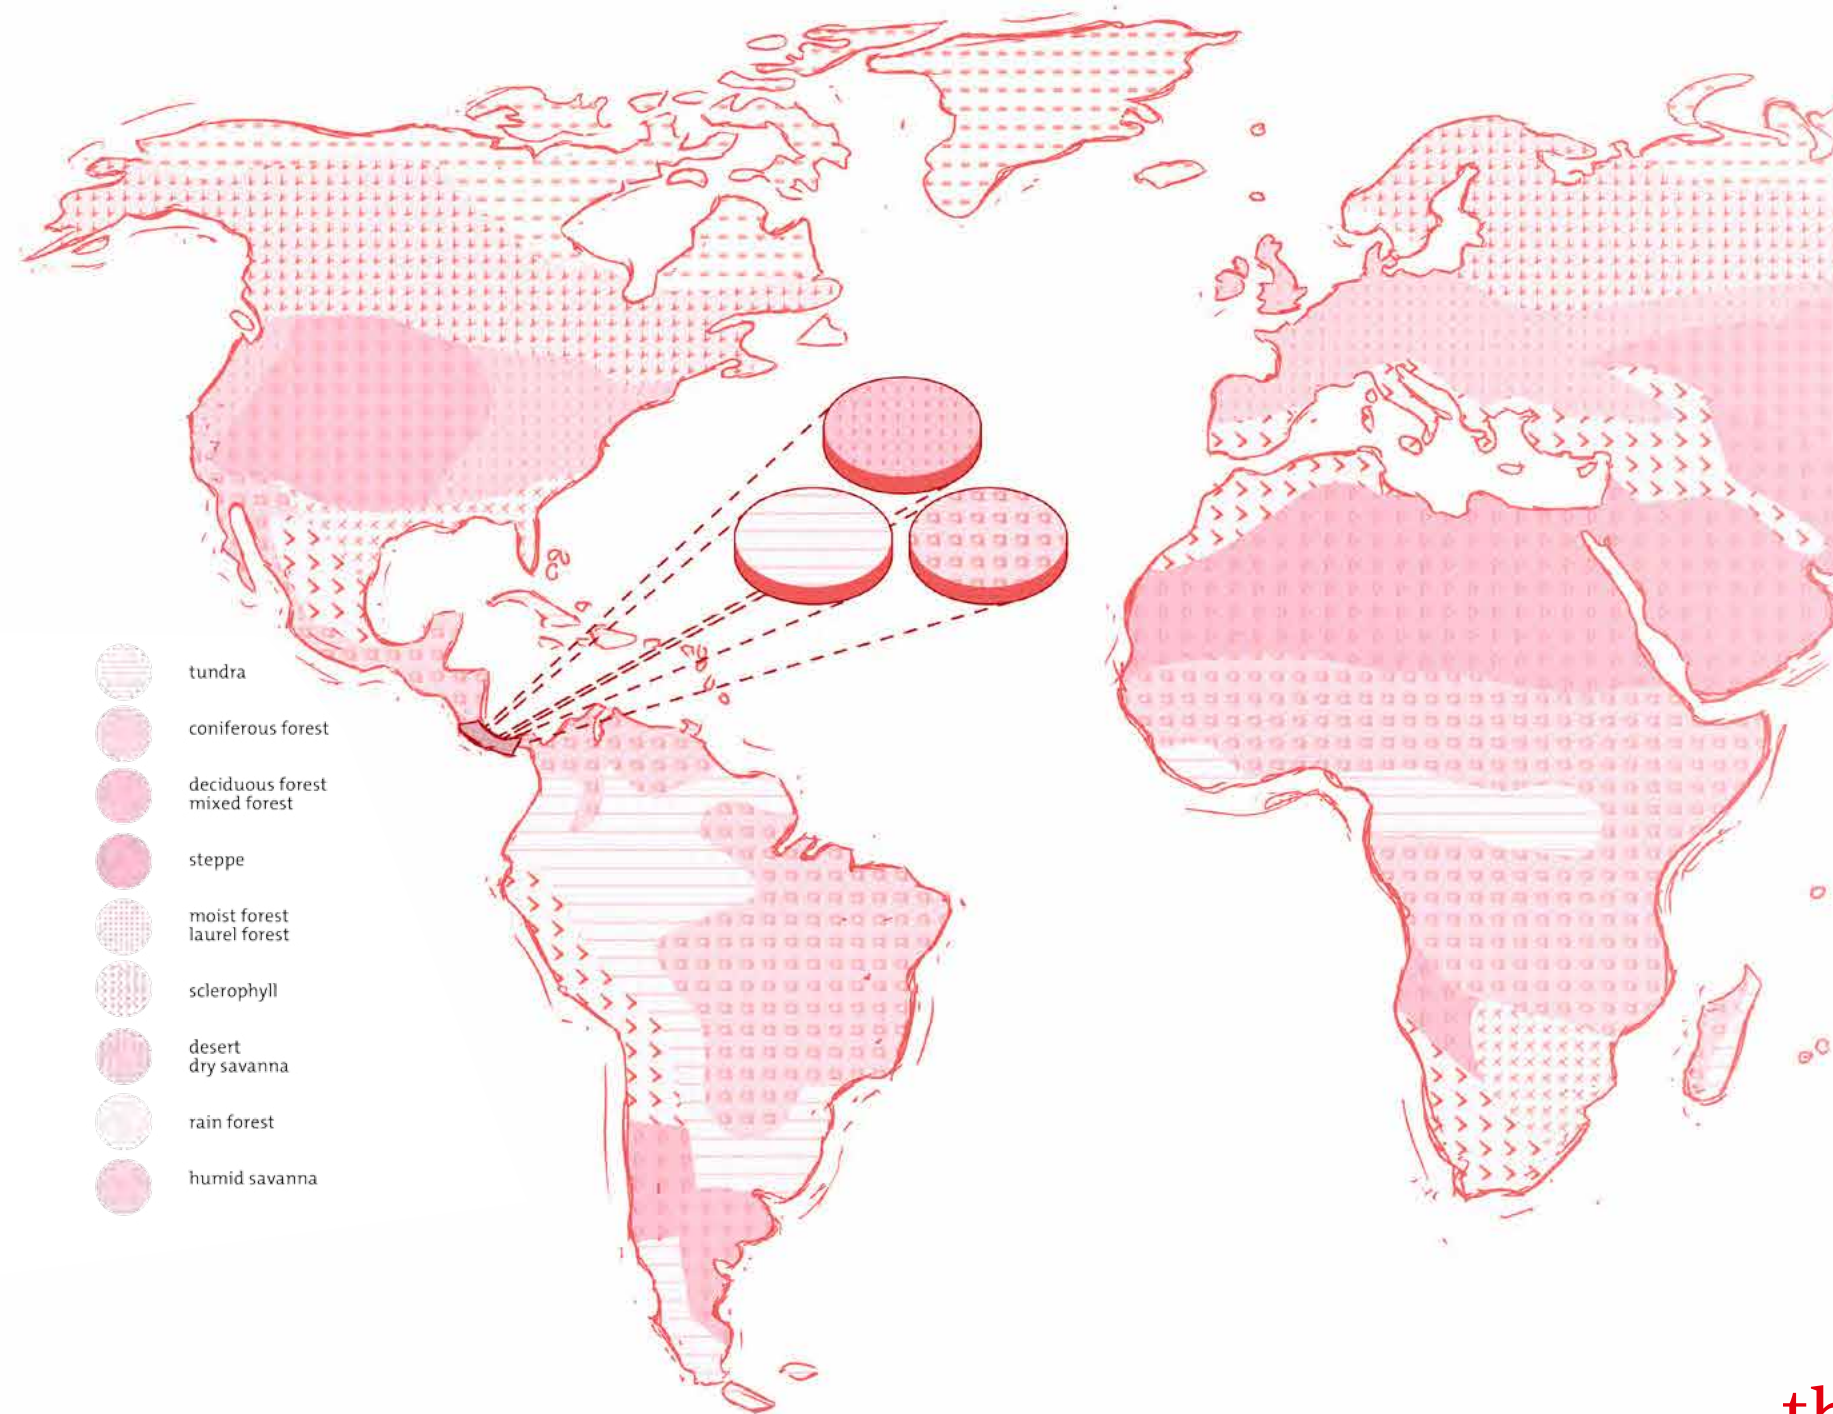 tundra
coniferous forest
deciduous forest
mixed forest
steppe
moist forest
laurel forest
sclerophyll
desert
dry savanna
rain forest
humid savanna